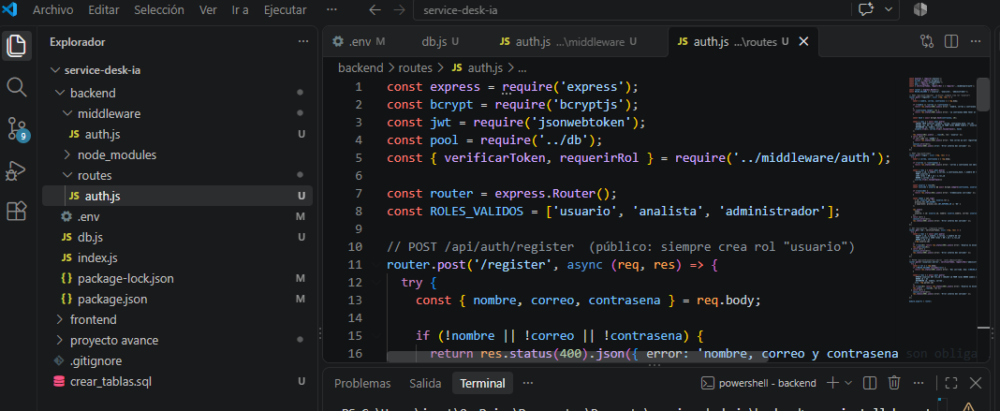 Archivo Editar Selección Ver Ir a Ejecutar ··· service-desk-ia
Explorador ···
service-desk-ia
backend
middleware
JS auth.js U
node_modules
routes
JS auth.js U
.env M
JS db.js U
JS index.js
{} package-lock.json M
{} package.json M
frontend
proyecto avance
.gitignore
crear_tablas.sql U
9
.env M db.js U JS auth.js ...\middleware U JS auth.js ...\routes U
backend > routes > JS auth.js > ...
1 const express = require('express');
2 const bcrypt = require('bcryptjs');
3 const jwt = require('jsonwebtoken');
4 const pool = require('../db');
5 const { verificarToken, requerirRol } = require('../middleware/auth');
6
7 const router = express.Router();
8 const ROLES_VALIDOS = ['usuario', 'analista', 'administrador'];
9
10 // POST /api/auth/register (público: siempre crea rol "usuario")
11 router.post('/register', async (req, res) => {
12 try {
13 const { nombre, correo, contrasena } = req.body;
14
15 if (!nombre || !correo || !contrasena) {
16 return res.status(400).json({ error: 'nombre, correo y contrasena son obliga
Problemas Salida Terminal ··· powershell - backend